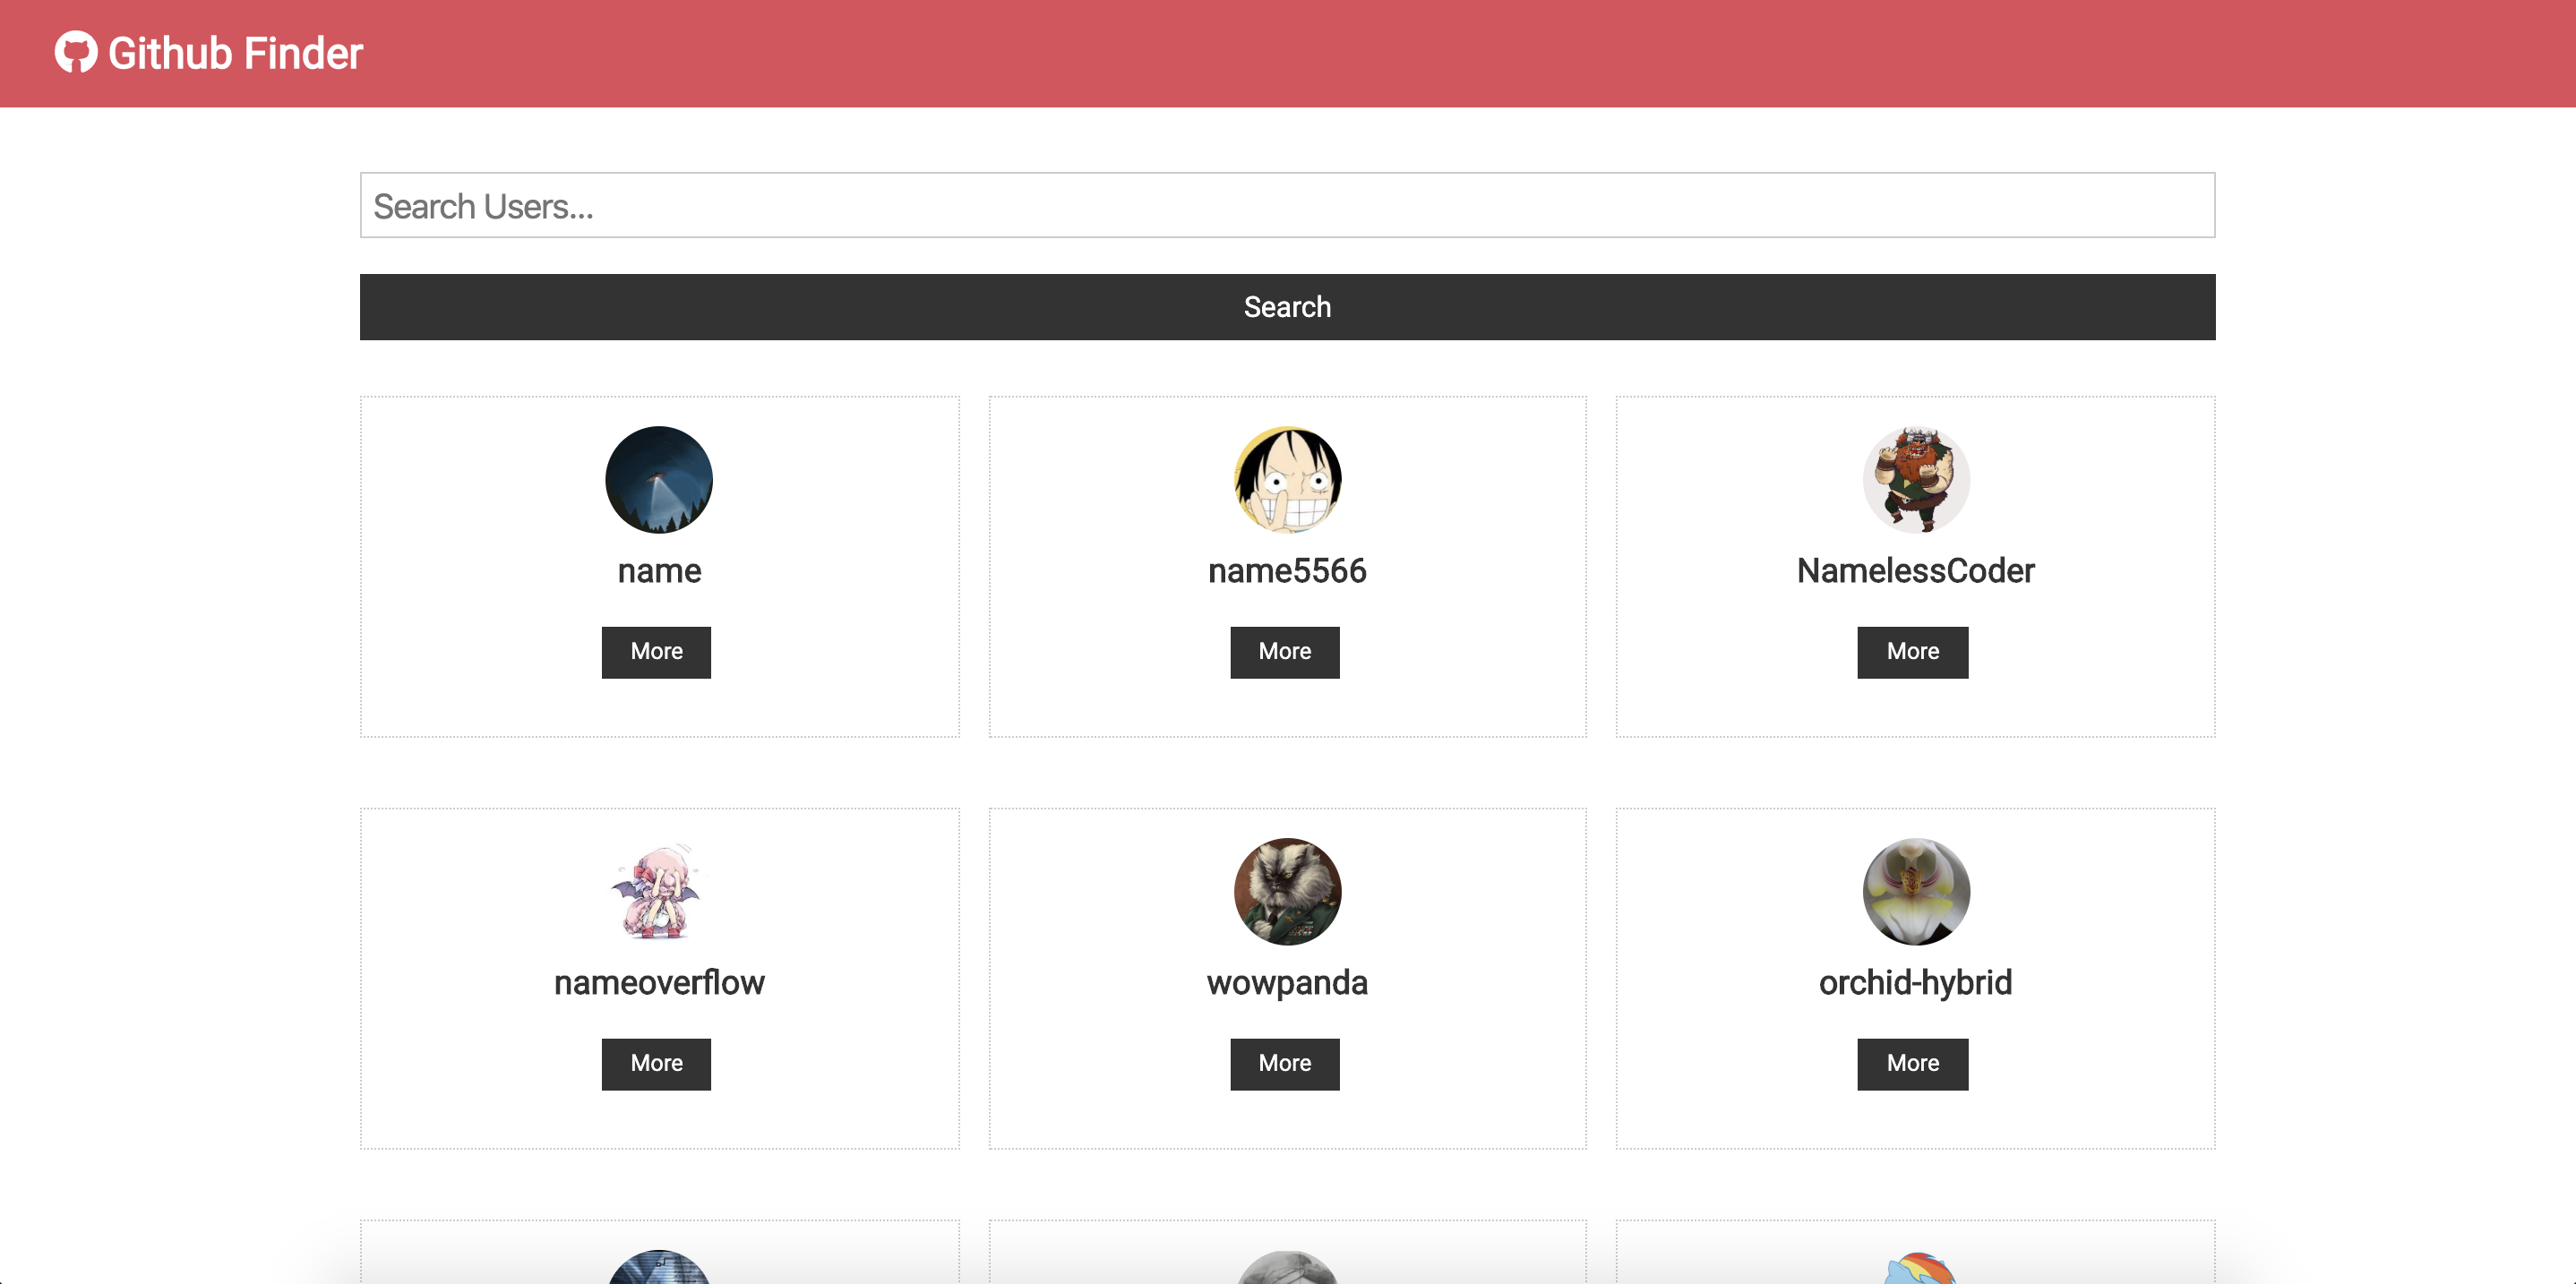 Github Finder
Search Users...
Search
name
name5566
NamelessCoder
More
More
More
nameoverflow
wowpanda
orchid-hybrid
More
More
More